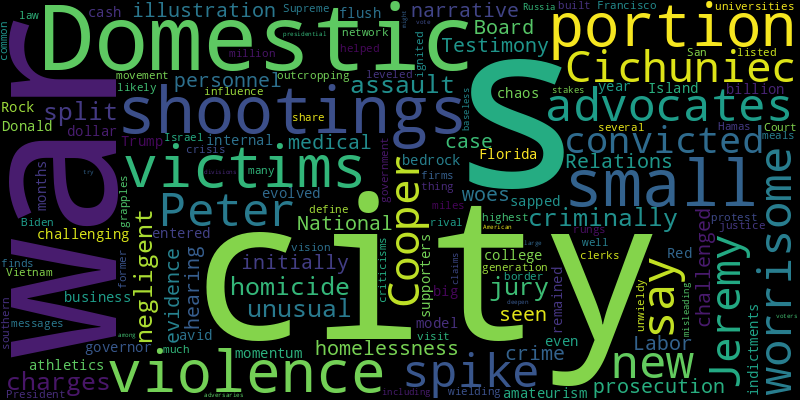 law
cash
illustration
Supreme
flush
narrative
built
Francisco
universities
common
Domestic
presidential
network
Board
portion
Russia
vote
million
helped
ignited
Testimony
San
listed
war
movement
personnel
outcropping
leveled
Cichuniec
likely
influence
assault
baseless
chaos
stakes
year
Island
billion
Rock
split
shootings
share
S
advocates
Donald
dollar
Trump
Israel
internal
medical
case
several
Hamas
Court
crisis
government
Florida
convicted
meals
months
victims
many
bedrock
Relations
divisions
firms
thing
try
grapples
evolved
woes
sapped
small
Biden
Peter
define
National
cooper
miles
rival
highest
criminally
challenging
entered
American
rungs
protest
finds
negligent
vision
criticisms
supporters
city
well
clerks
justice
Vietnam
former
evidence
hearing
initially
college
large
Red
challenged
worrisome
southern
generation
say
business
homicide
big
claims
border
jury
deepen
unwieldy
misleading
Jeremy
messages
unusual
seen
voters
david
model
visit
remained
Labor
indictments
governor
much
momentum
homelessness
crime
even
new
athletics
among
violence
spike
charges
prosecution
President
adversaries
including
wielding
amateurism